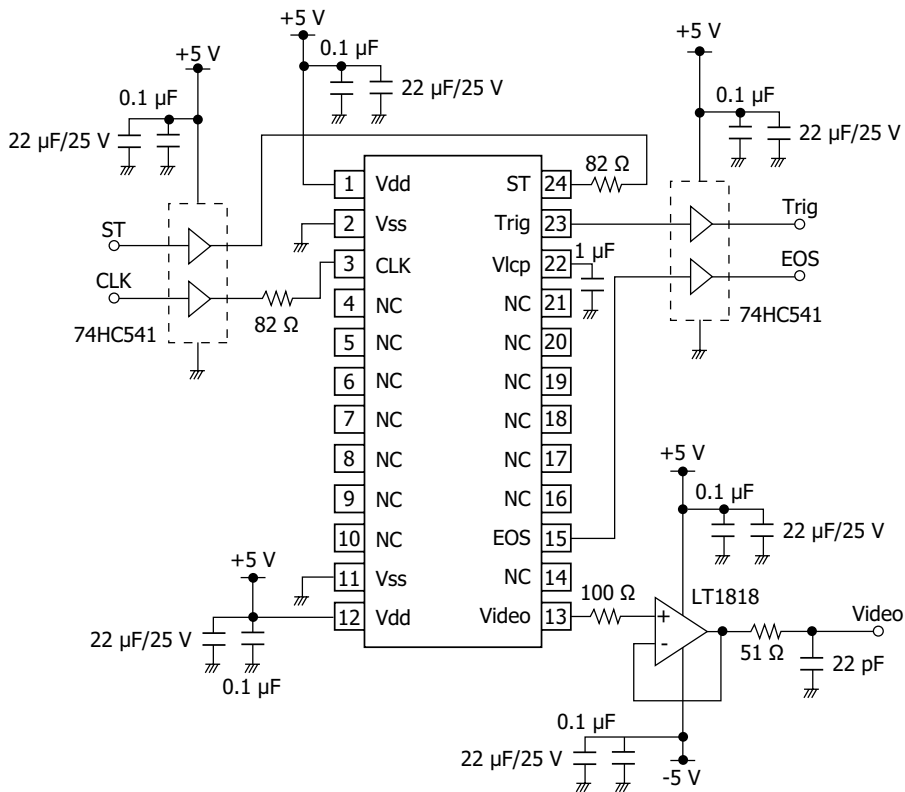 +5 V
0.1 µF
22 µF/25 V
+5 V
0.1 µF
22 µF/25 V
+5 V
0.1 µF
22 µF/25 V
ST
CLK
74HC541
82 Ω
82 Ω
1 µF
Trig
EOS
74HC541
1 Vdd
2 Vss
3 CLK
4 NC
5 NC
6 NC
7 NC
8 NC
9 NC
10 NC
11 Vss
12 Vdd
ST 24
Trig 23
Vlcp 22
NC 21
NC 20
NC 19
NC 18
NC 17
NC 16
EOS 15
NC 14
Video 13
+5 V
22 µF/25 V
0.1 µF
+5 V
0.1 µF
22 µF/25 V
100 Ω
LT1818
+
-
51 Ω
Video
22 pF
0.1 µF
22 µF/25 V
-5 V